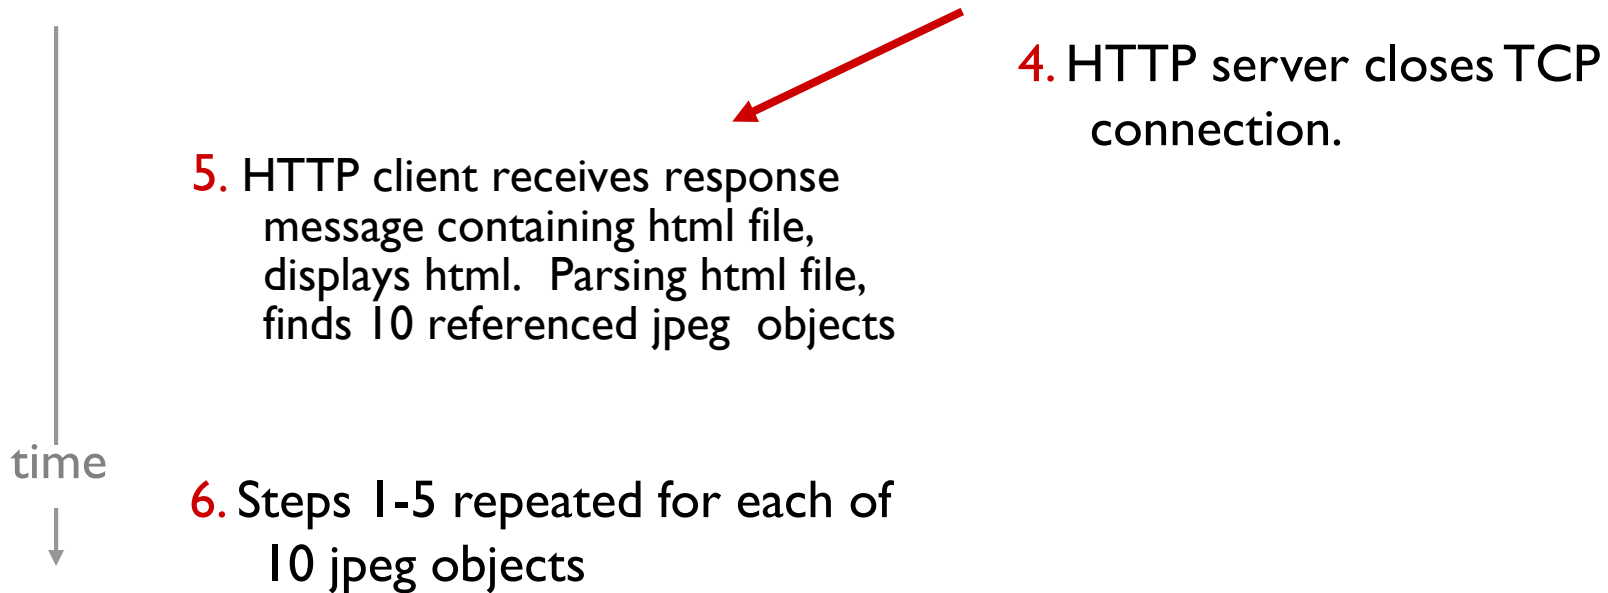 4. HTTP server closes TCP
connection.
5. HTTP client receives response
message containing html file,
displays html.  Parsing html file,
finds 10 referenced jpeg  objects
time
6. Steps 1-5 repeated for each of
10 jpeg objects